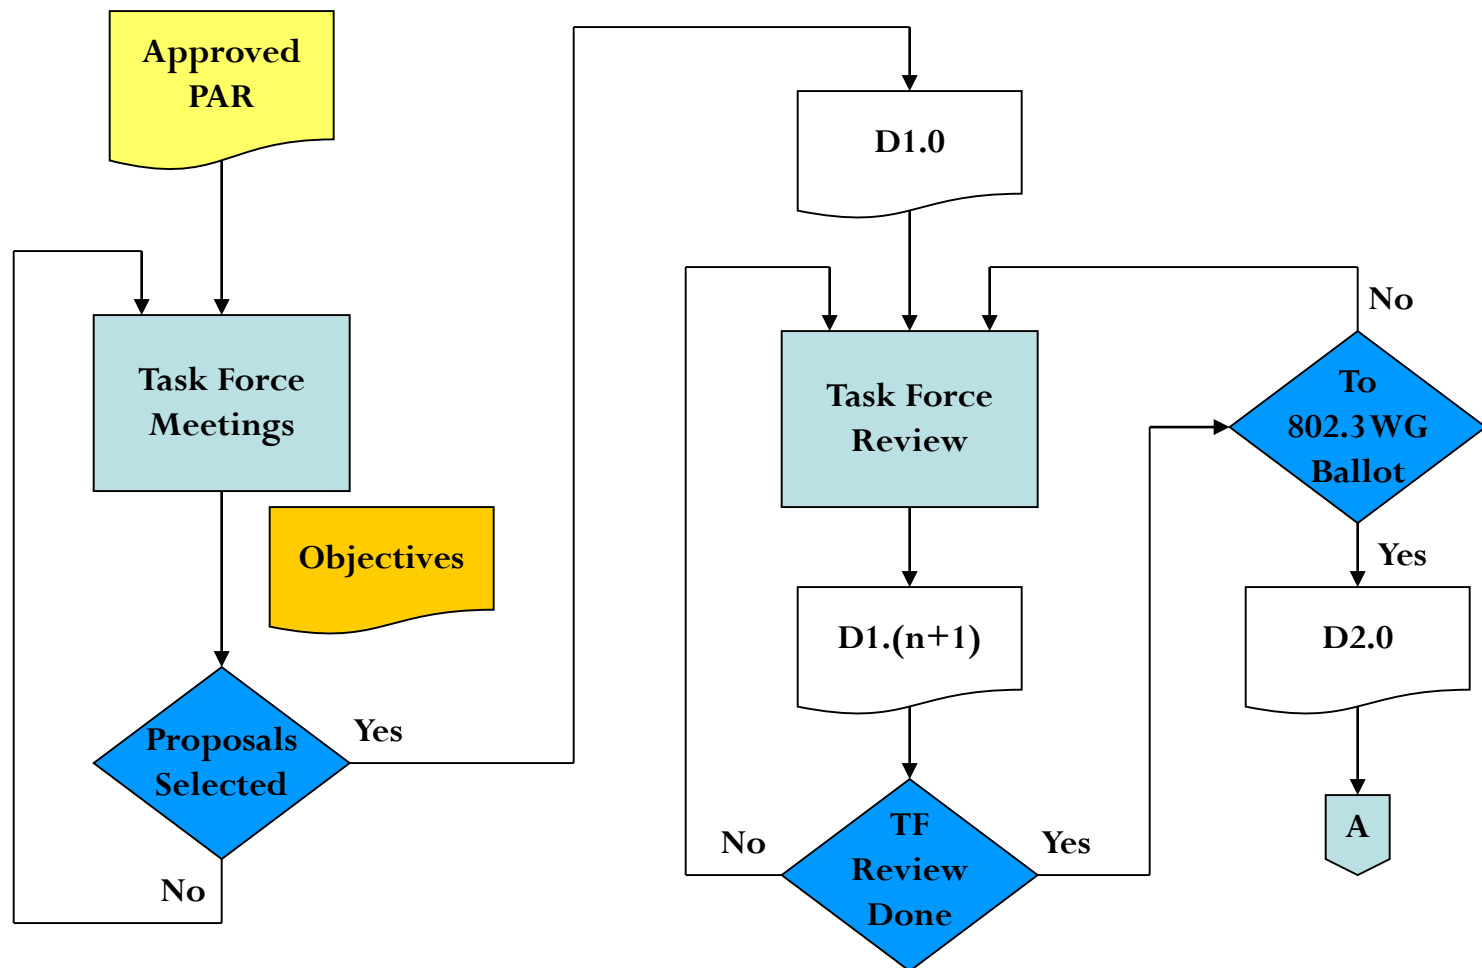 Approved
PAR
Task Force
Meetings
Objectives
Proposals
Selected
Yes
No
D1.0
Task Force
Review
D1.(n+1)
TF
Review
Done
No
Yes
To
802.3 WG
Ballot
No
Yes
D2.0
A